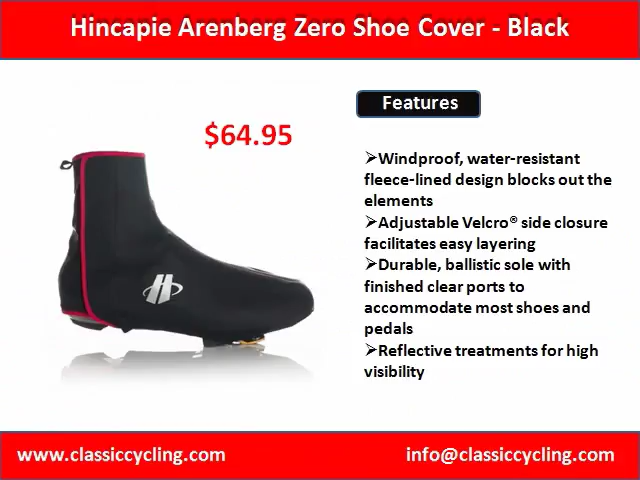 Hincapie Arenberg Zero Shoe Cover - Black
$64.95
Features
➢Windproof, water-resistant
fleece-lined design blocks out the
elements
➢Adjustable Velcro® side closure
facilitates easy layering
➢Durable, ballistic sole with
finished clear ports to
accommodate most shoes and
pedals
➢Reflective treatments for high
visibility
H
www.classiccycling.com
info@classiccycling.com